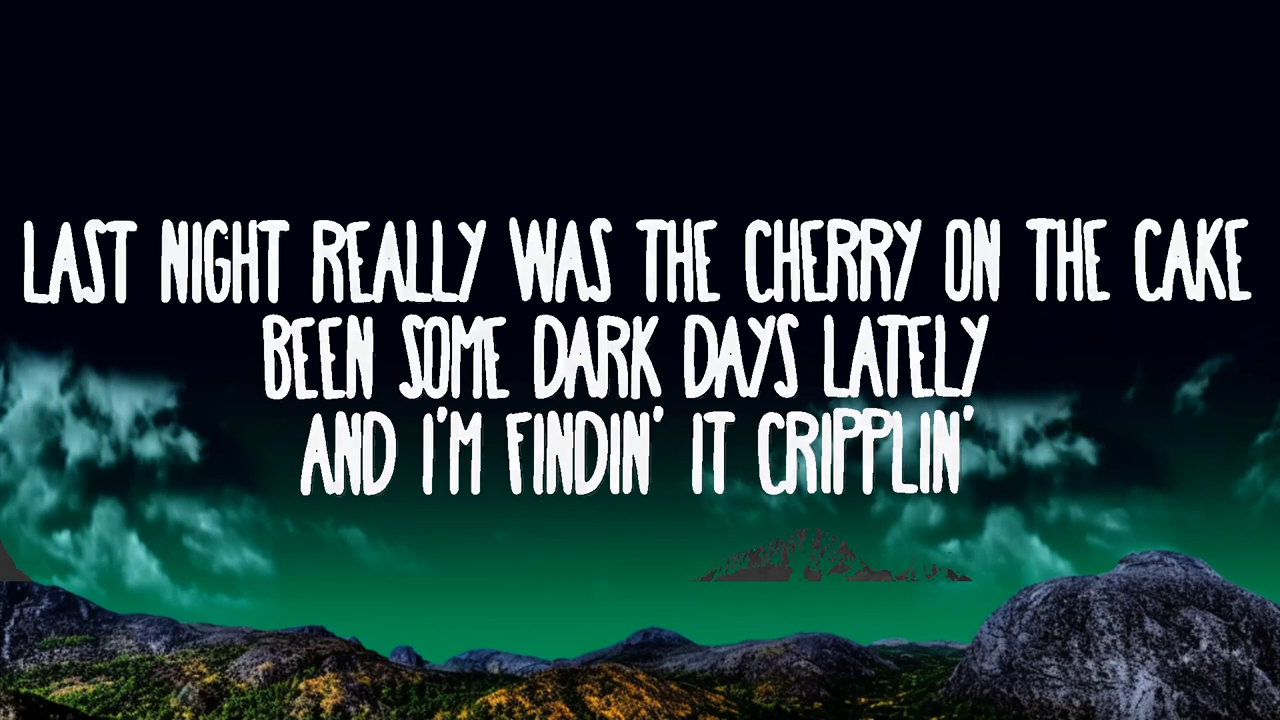 LAST NIGHT REALLY WAS THE CHERRY ON THE CAKE
BEEN SOME DARK DAYS LATELY
AND I'M FINDIN' IT CRIPPLIN'